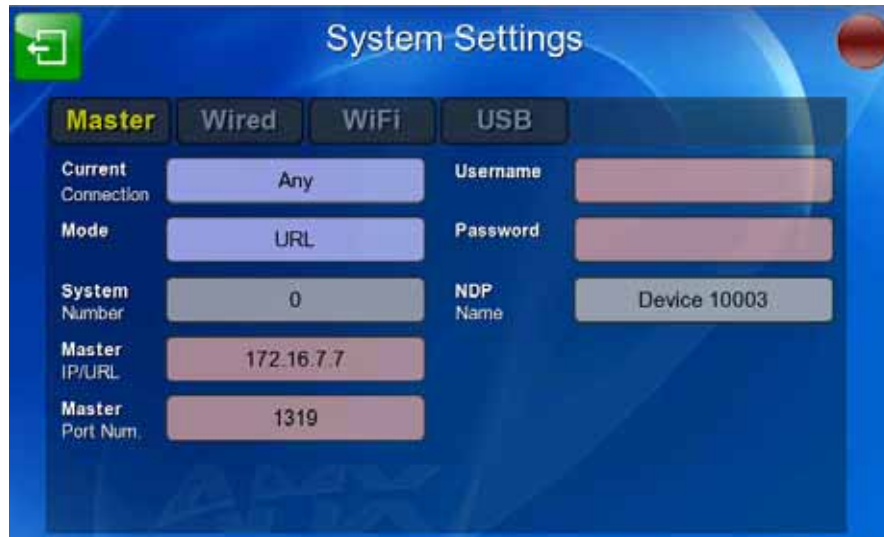 System Settings
Master Wired WiFi USB
Current
Connection
Any
Username
Mode
URL
Password
System
Number
0
NDP
Name
Device 10003
Master
IP/URL
172.16.7.7
Master
Port Num.
1319
AMX